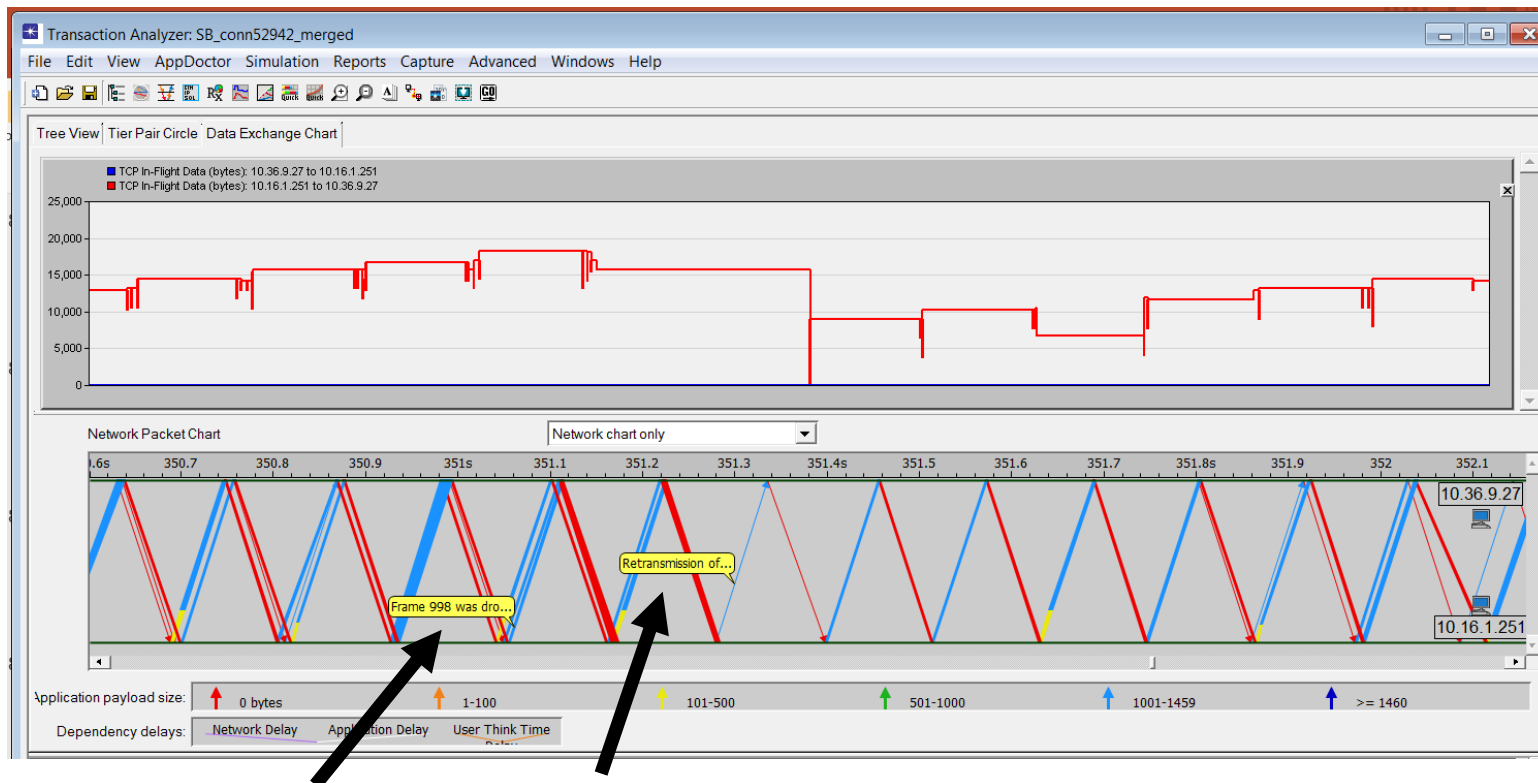 Transaction Analyzer: SB_conn52942_merged
File Edit View AppDoctor Simulation Reports Capture Advanced Windows Help
Tree View Tier Pair Circle Data Exchange Chart
TCP In-Flight Data (bytes): 10.36.9.27 to 10.16.1.251
TCP In-Flight Data (bytes): 10.16.1.251 to 10.36.9.27
25,000
20,000
15,000
10,000
5,000
0
Network Packet Chart Network chart only
.6s 350.7 350.8 350.9 351s 351.1 351.2 351.3 351.4s 351.5 351.6 351.7 351.8s 351.9 352 352.1
10.36.9.27
Retransmission of...
Frame 998 was dro...
10.16.1.251
Application payload size: 0 bytes 1-100 101-500 501-1000 1001-1459 >= 1460
Dependency delays: Network Delay Application Delay User Think Time